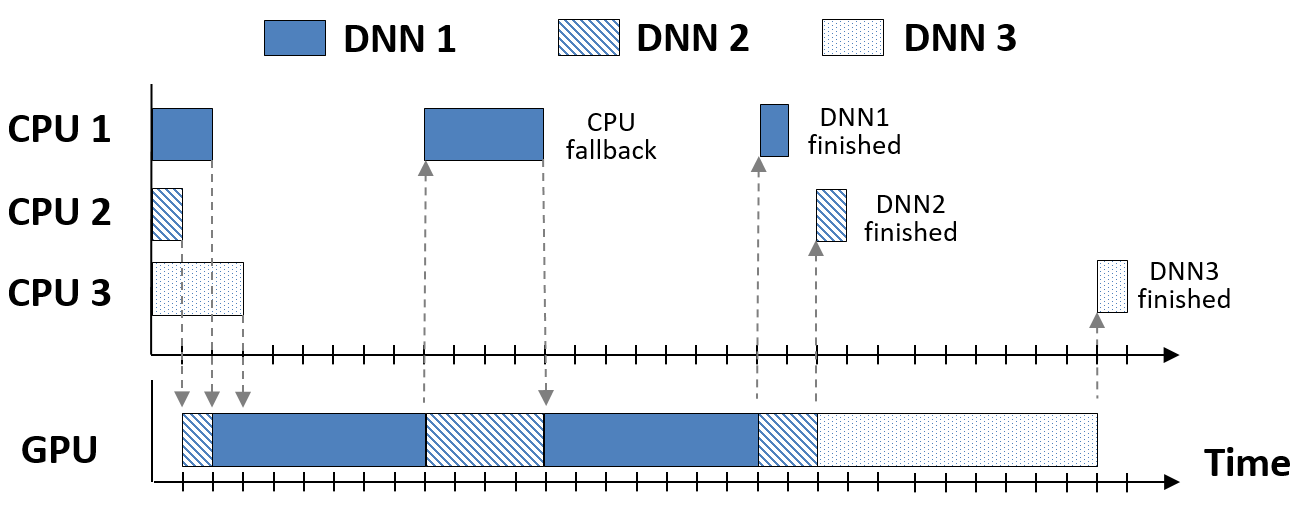 DNN 1
DNN 2
DNN 3
CPU 1
CPU
fallback
DNN1
finished
CPU 2
DNN2
finished
CPU 3
DNN3
finished
GPU
Time